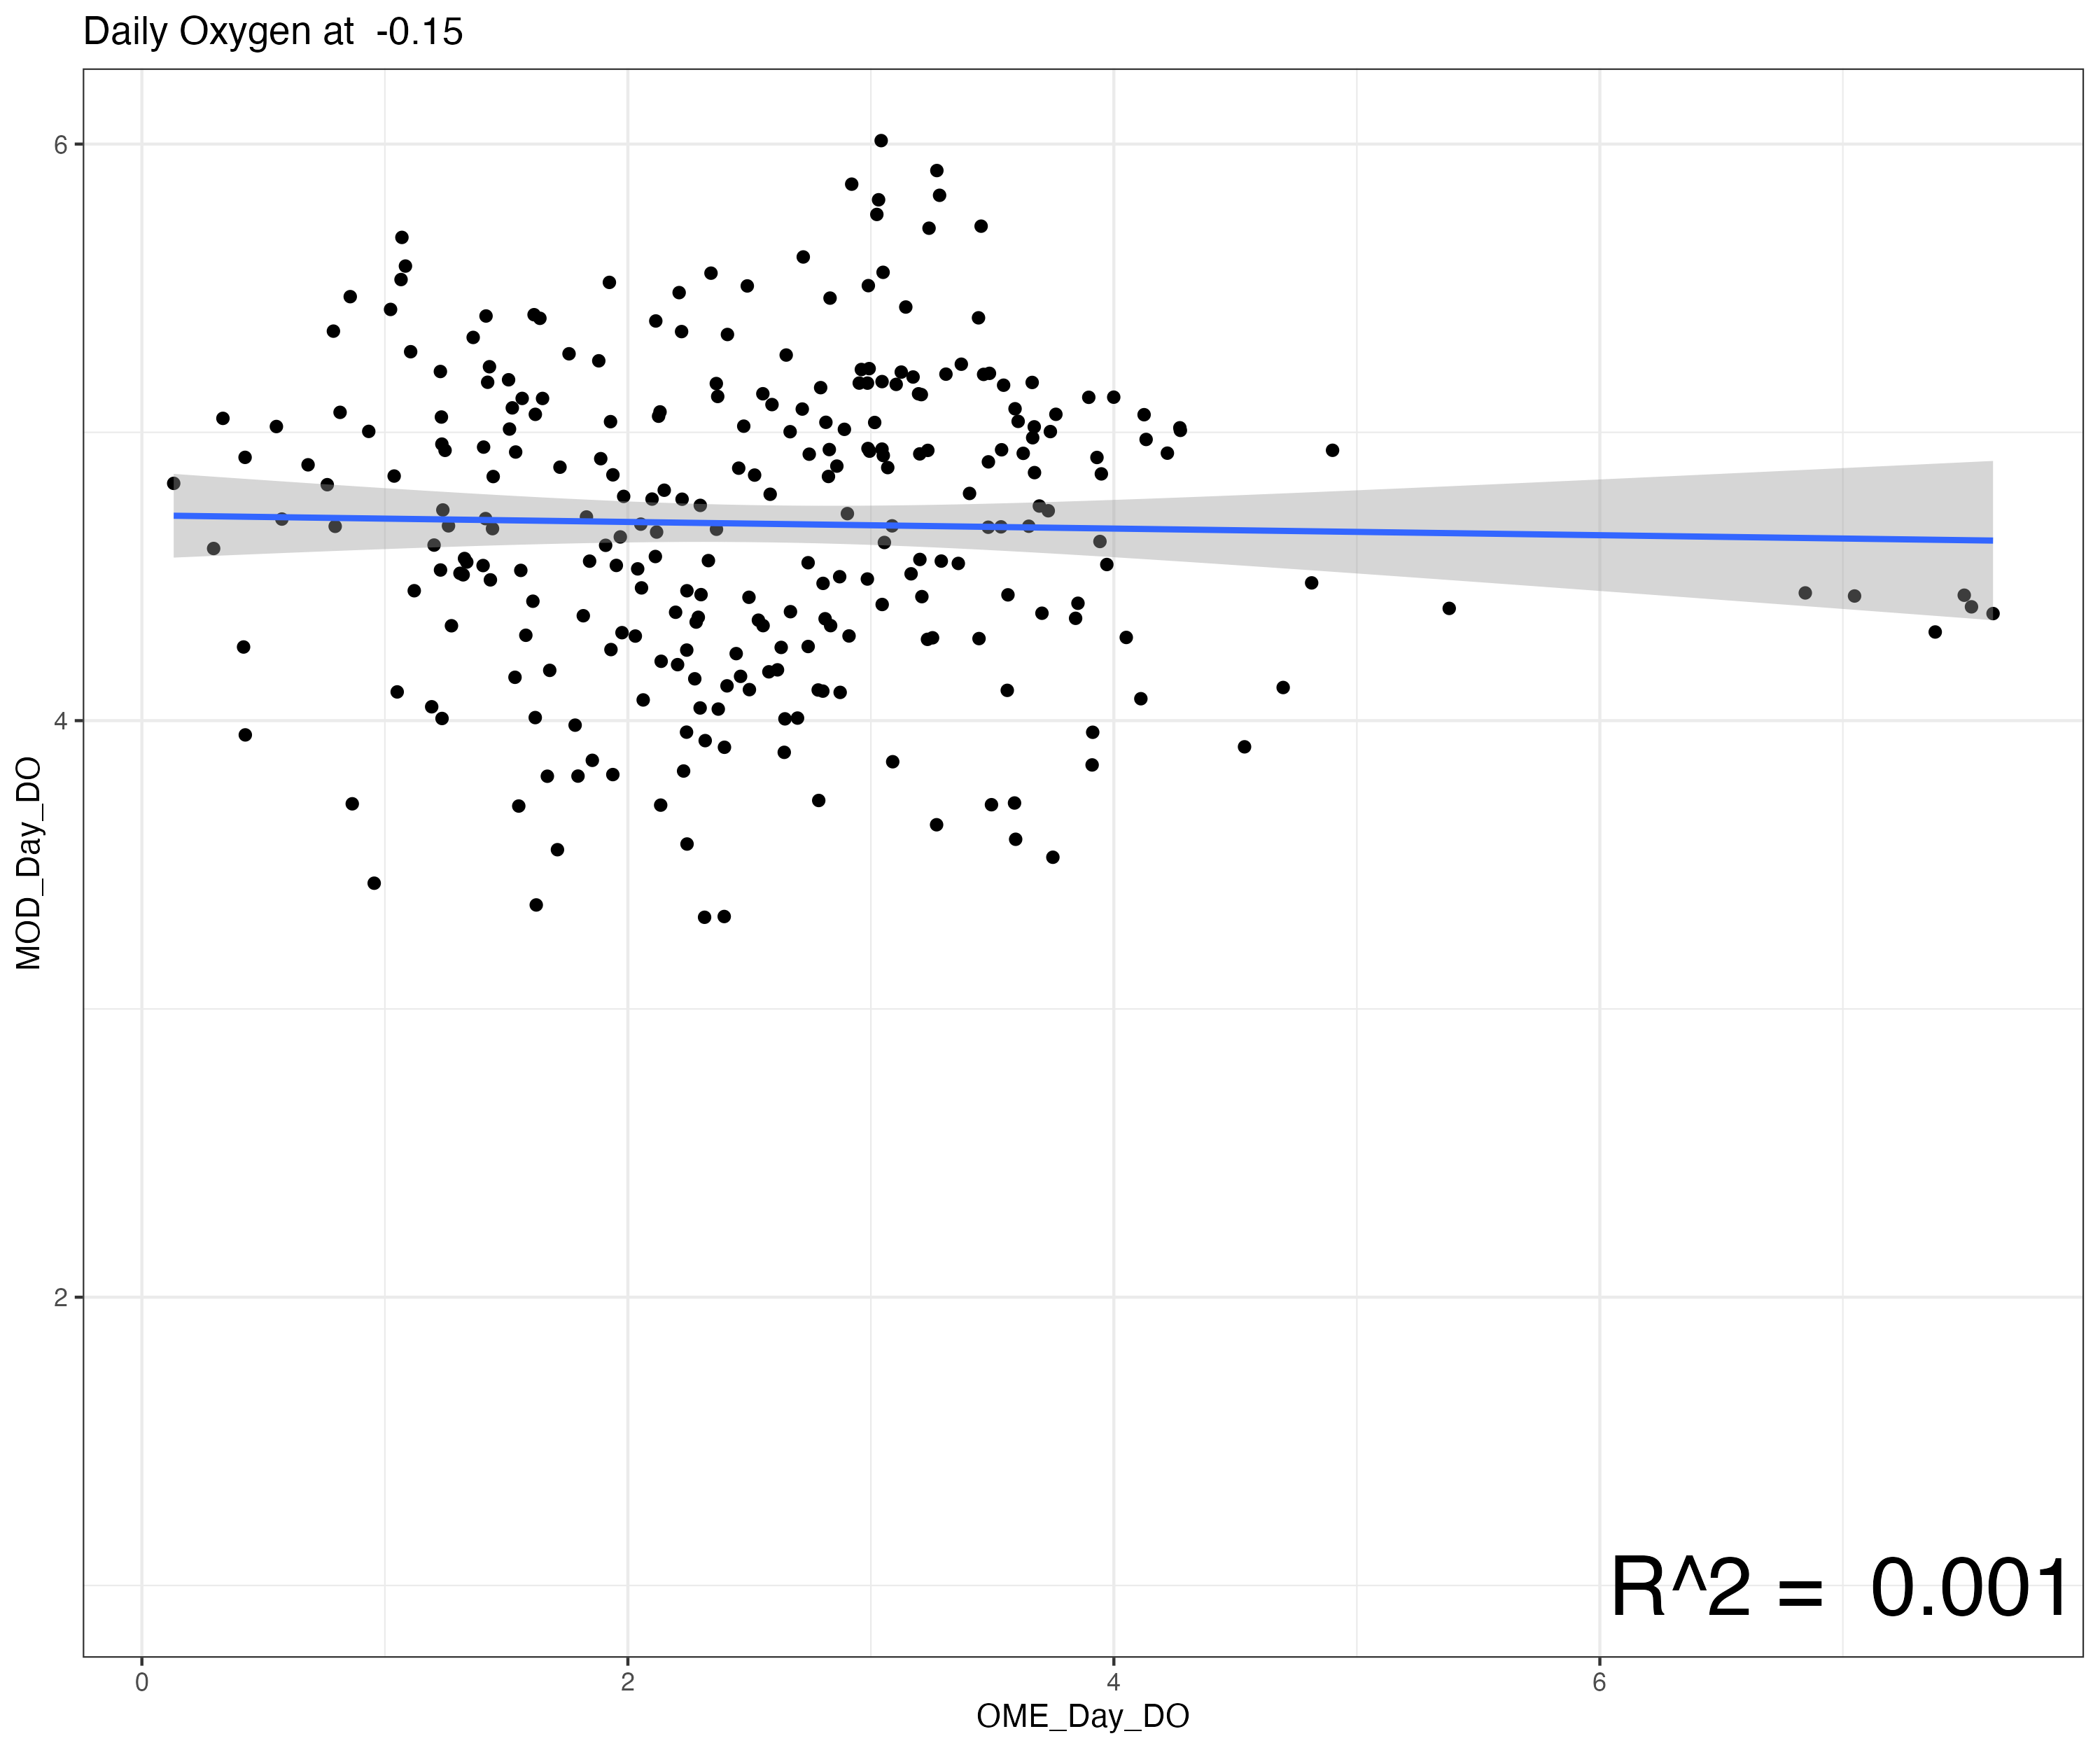 Daily Oxygen at  -0.15
6
4
2
MOD_Day_DO
R^2 =  0.001
0
2
4
6
OME_Day_DO